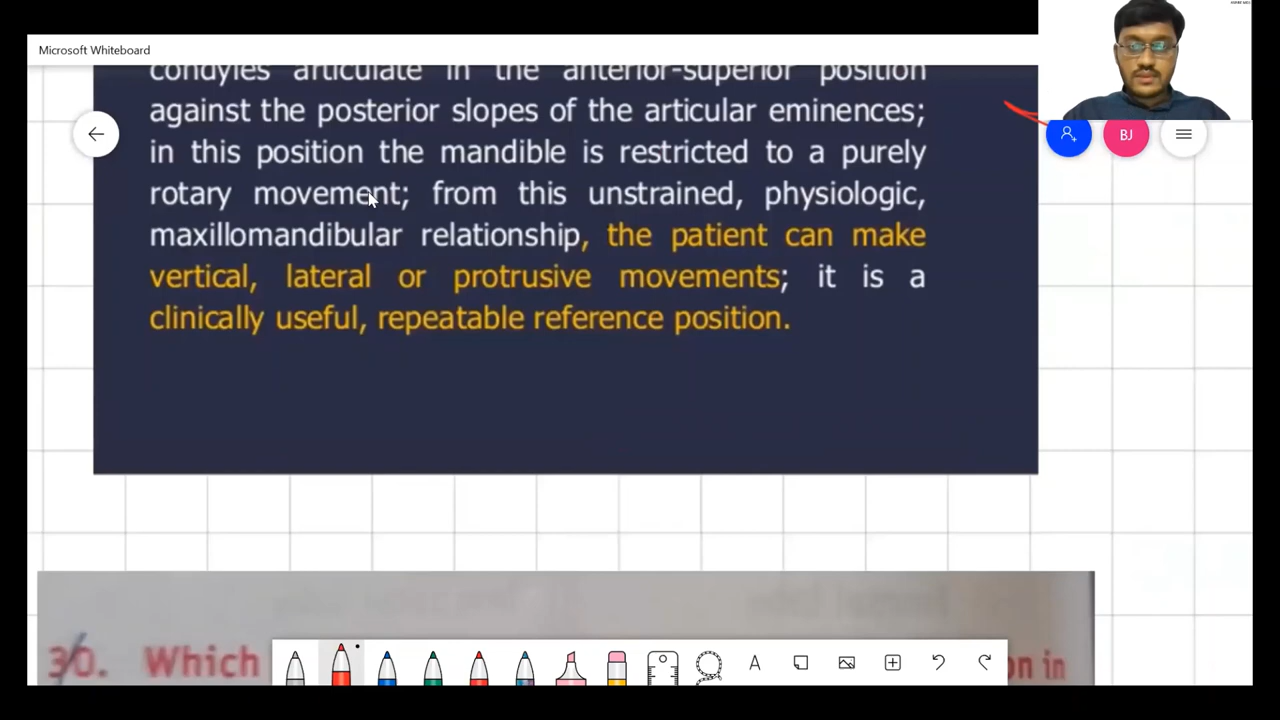 Microsoft Whiteboard
condyles articulate in the anterior-superior position
against the posterior slopes of the articular eminences;
BJ
in this position the mandible is restricted to a purely
rotary movement; from this unstrained, physiologic,
maxillomandibular relationship, the patient can make
vertical, lateral or protrusive movements; it is a
clinically useful, repeatable reference position.
30. Which
on in